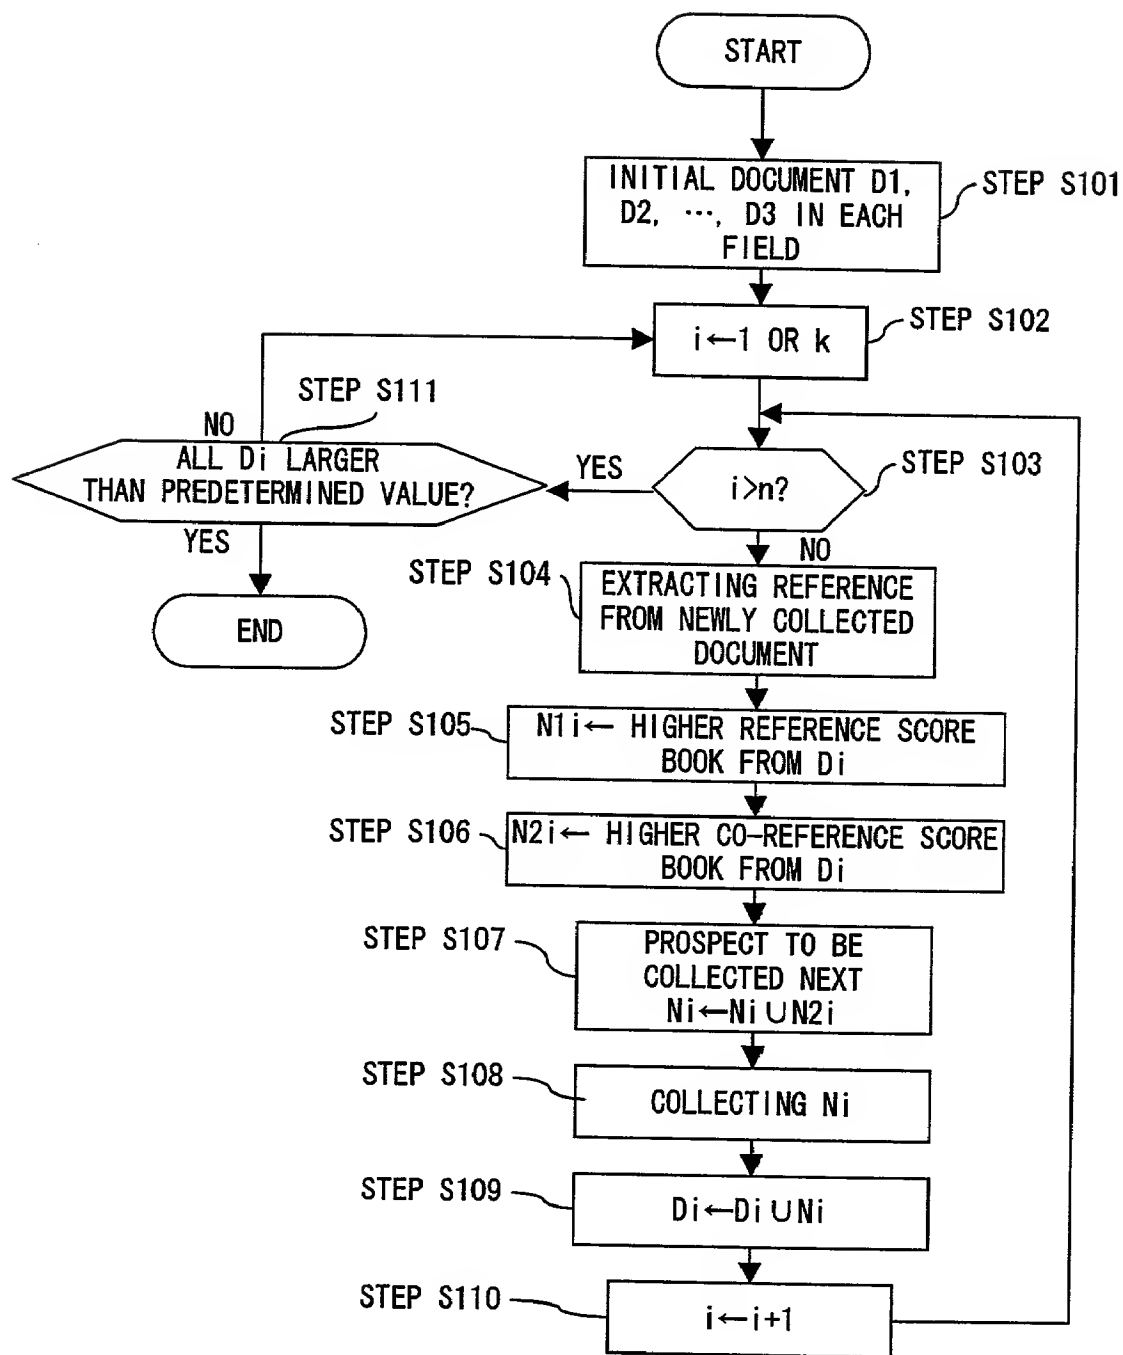 START
INITIAL DOCUMENT D1,
D2, ···, D3 IN EACH
FIELD
STEP S101
i←1 OR k
STEP S102
STEP S111
NO
ALL Di LARGER
THAN PREDETERMINED VALUE?
YES
i>n?
STEP S103
YES
NO
END
STEP S104
EXTRACTING REFERENCE
FROM NEWLY COLLECTED
DOCUMENT
STEP S105
N1i← HIGHER REFERENCE SCORE
BOOK FROM Di
STEP S106
N2i← HIGHER CO-REFERENCE SCORE
BOOK FROM Di
STEP S107
PROSPECT TO BE
COLLECTED NEXT
Ni←Ni∪N2i
STEP S108
COLLECTING Ni
STEP S109
Di←Di∪Ni
STEP S110
i←i+1